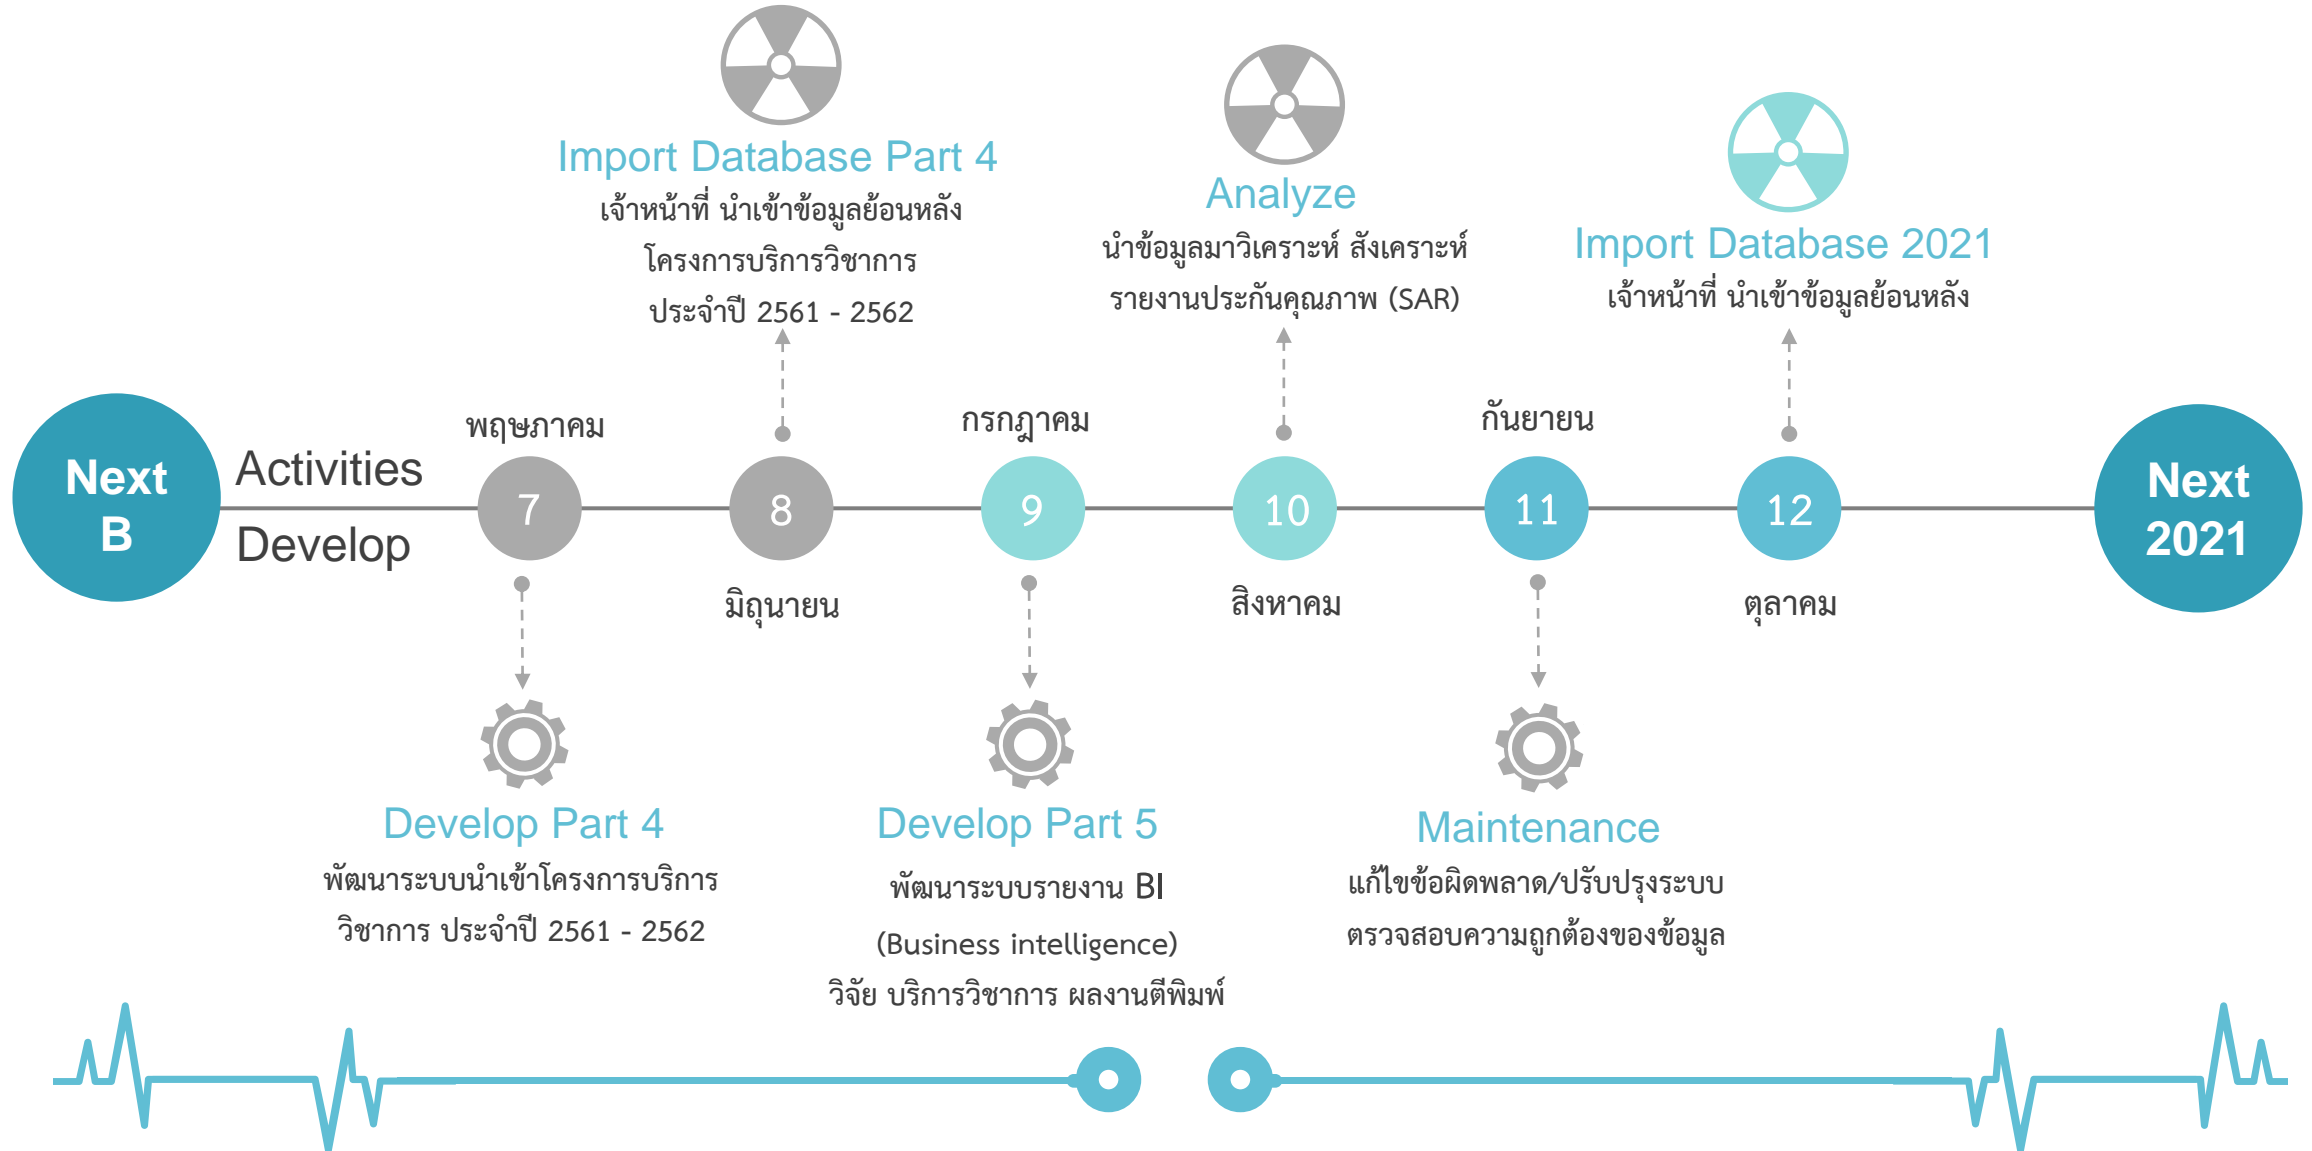 Import Database Part 4
เจ้าหน้าที่ นำเข้าข้อมูลย้อนหลัง
โครงการบริการวิชาการ
ประจำปี 2561 - 2562
Analyze
นำข้อมูลมาวิเคราะห์ สังเคราะห์
รายงานประกันคุณภาพ (SAR)
Import Database 2021
เจ้าหน้าที่ นำเข้าข้อมูลย้อนหลัง
Next
B
Activities
Develop
พฤษภาคม
7
8
มิถุนายน
กรกฎาคม
9
10
สิงหาคม
กันยายน
11
12
ตุลาคม
Next
2021
Develop Part 4
พัฒนาระบบนำเข้าโครงการบริการ
วิชาการ ประจำปี 2561 - 2562
Develop Part 5
พัฒนาระบบรายงาน BI
(Business intelligence)
วิจัย บริการวิชาการ ผลงานตีพิมพ์
Maintenance
แก้ไขข้อผิดพลาด/ปรับปรุงระบบ
ตรวจสอบความถูกต้องของข้อมูล